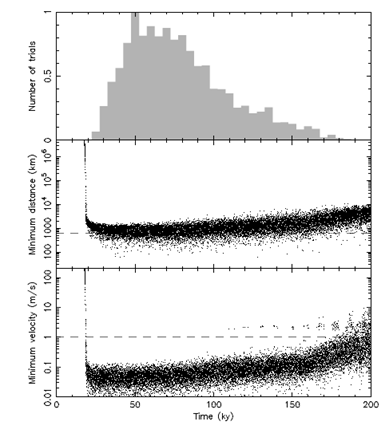 1
0.5
0
Number of trials
10⁶
10⁵
10⁴
1000
100
Minimum distance (km)
100
10
1
0.1
0.01
Minimum velocity (m/s)
0.0 50 100 150 200
Time (ky)